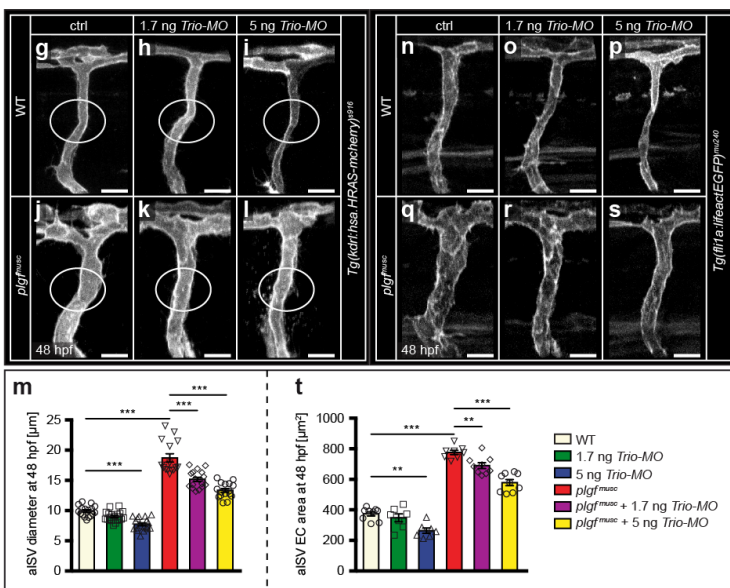 ctrl 1.7 ng Trio-MO 5 ng Trio-MO
ctrl 1.7 ng Trio-MO 5 ng Trio-MO
WT
g
h
i
Tg(kdrl:hsa.HRAS-mcherry)s916
plgfmusc
j
k
l
48 hpf
WT
n
o
p
Tg(fli1a:lifeactEGFP)mu240
plgfmusc
q
r
s
48 hpf
m
aISV diameter at 48 hpf [µm]
25
20
15
10
5
0
***
***
***
***
t
aISV EC area at 48 hpf [µm²]
1000
800
600
400
200
0
***
**
***
**
WT
1.7 ng Trio-MO
5 ng Trio-MO
plgfmusc
plgfmusc + 1.7 ng Trio-MO
plgfmusc + 5 ng Trio-MO